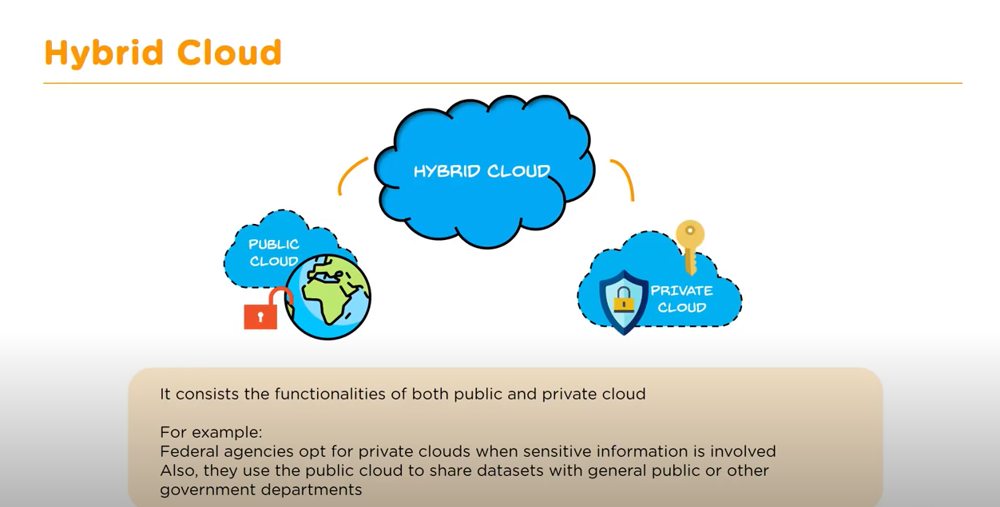 Hybrid Cloud
HYBRID CLOUD
PUBLIC
CLOUD
PRIVATE
CLOUD
It consists the functionalities of both public and private cloud
For example:
Federal agencies opt for private clouds when sensitive information is involved
Also, they use the public cloud to share datasets with general public or other
government departments